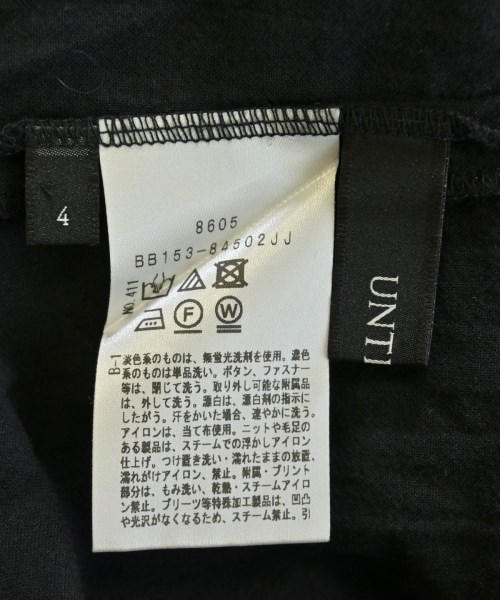 4
8605
BB153-84502JJ
NO.411
F W
B-1
淡色系のものは、無蛍光洗剤を使用。濃色
系のものは単品洗い。ボタン、ファスナー
等は、閉じて洗う。取り外し可能な附属品
は、外して洗う。漂白は、漂白剤の指示に
したがう。汗をかいた場合、速やかに洗う。
アイロンは、当て布使用。ニットや毛足の
ある製品は、スチームでの浮かしアイロン
仕上げ。つけ置き洗い・濡れたままの放置、
濡れがけアイロン、禁止。附属・プリント
部分は、もみ洗い、乾熱・スチームアイロ
ン禁止。プリーツ等特殊加工製品は、凹凸
や光沢がなくなるため、スチーム禁止。引
UNTI